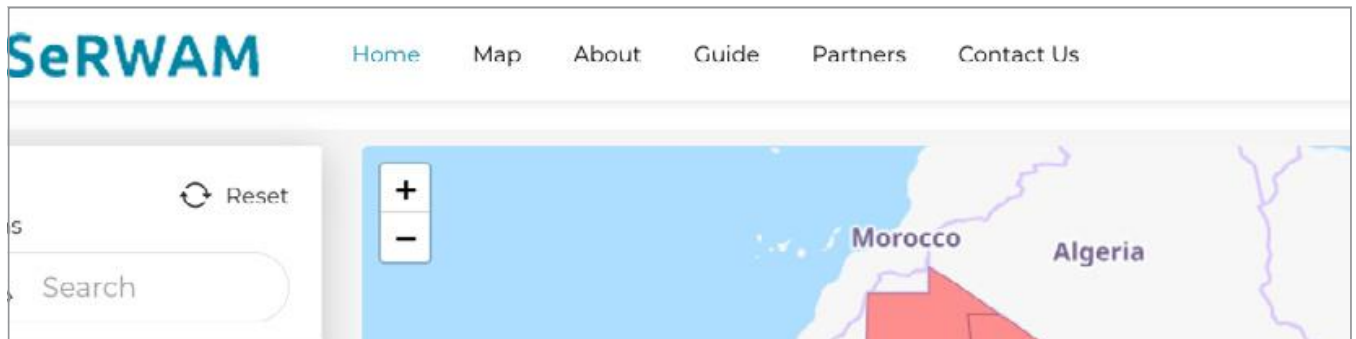 SeRWAM Home Map About Guide Partners Contact Us
Reset
+
-
Morocco
Algeria
Search